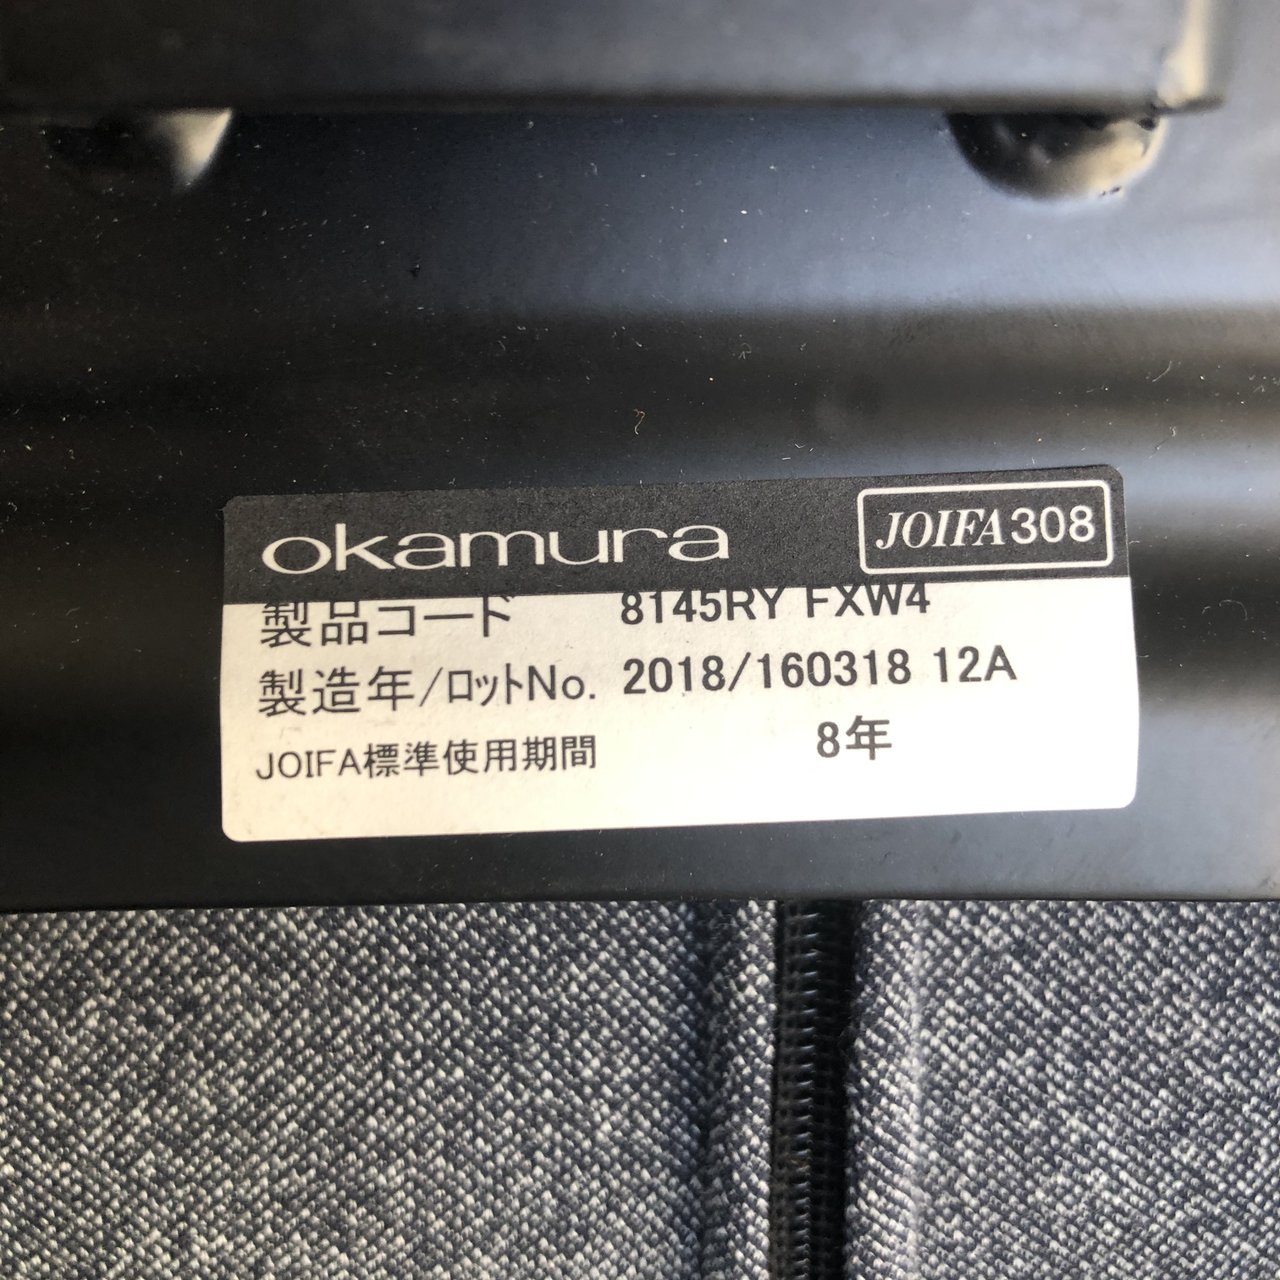 okamura JOIFA308
製品コード 8145RY FXW4
製造年/ロットNo. 2018/160318 12A
JOIFA標準使用期間 8年